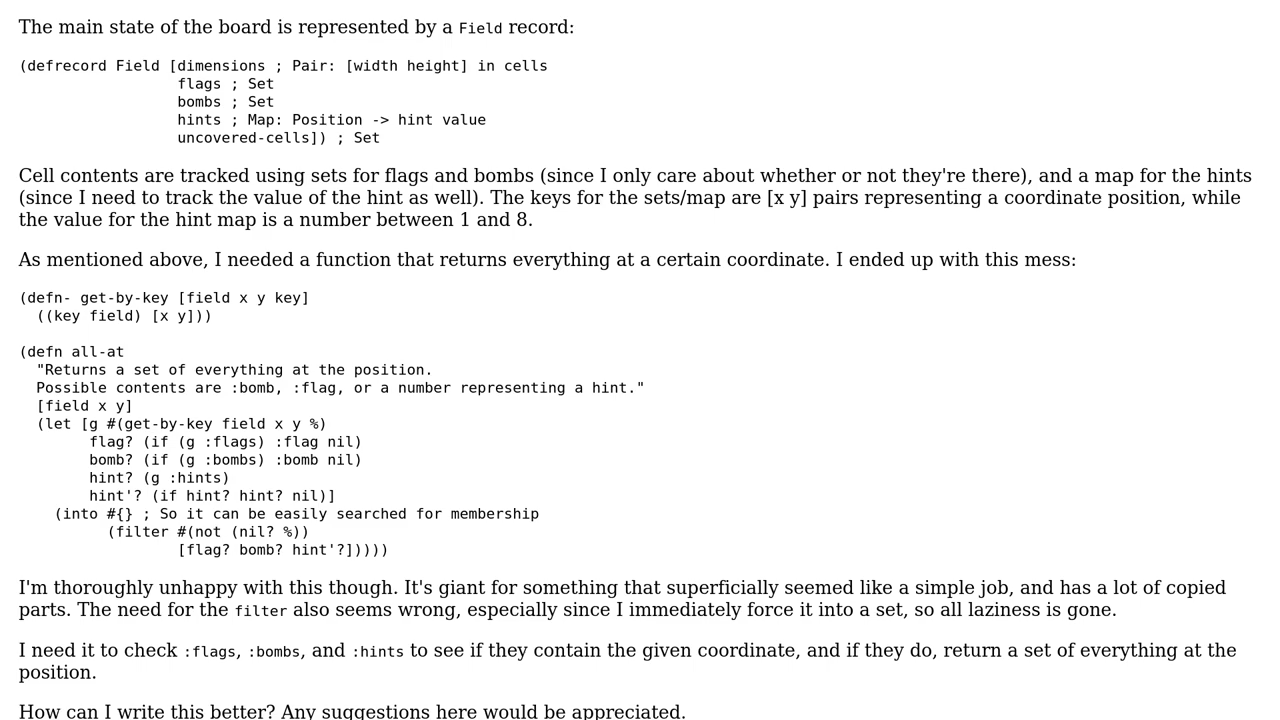 The main state of the board is represented by a Field record:
(defrecord Field [dimensions ; Pair: [width height] in cells
                  flags ; Set
                  bombs ; Set
                  hints ; Map: Position -> hint value
                  uncovered-cells]) ; Set
Cell contents are tracked using sets for flags and bombs (since I only care about whether or not they're there), and a map for the hints
(since I need to track the value of the hint as well). The keys for the sets/map are [x y] pairs representing a coordinate position, while
the value for the hint map is a number between 1 and 8.
As mentioned above, I needed a function that returns everything at a certain coordinate. I ended up with this mess:
(defn- get-by-key [field x y key]
  ((key field) [x y]))
(defn all-at
  "Returns a set of everything at the position.
  Possible contents are :bomb, :flag, or a number representing a hint."
  [field x y]
  (let [g #(get-by-key field x y %)
        flag? (if (g :flags) :flag nil)
        bomb? (if (g :bombs) :bomb nil)
        hint? (g :hints)
        hint'? (if hint? hint? nil)]
    (into #{} ; So it can be easily searched for membership
          (filter #(not (nil? %))
                  [flag? bomb? hint'?]))))
I'm thoroughly unhappy with this though. It's giant for something that superficially seemed like a simple job, and has a lot of copied
parts. The need for the filter also seems wrong, especially since I immediately force it into a set, so all laziness is gone.
I need it to check :flags, :bombs, and :hints to see if they contain the given coordinate, and if they do, return a set of everything at the
position.
How can I write this better? Any suggestions here would be appreciated.